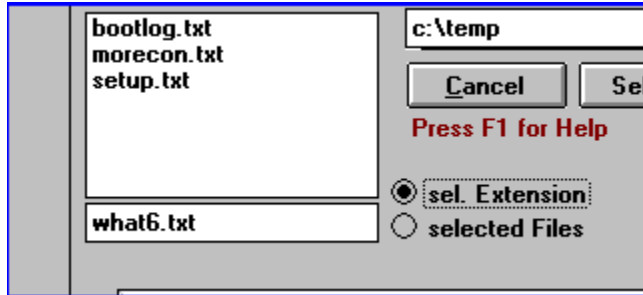 bootlog.txt
morecon.txt
setup.txt
what6.txt
c:\temp
Cancel
Press F1 for Help
sel. Extension
selected Files